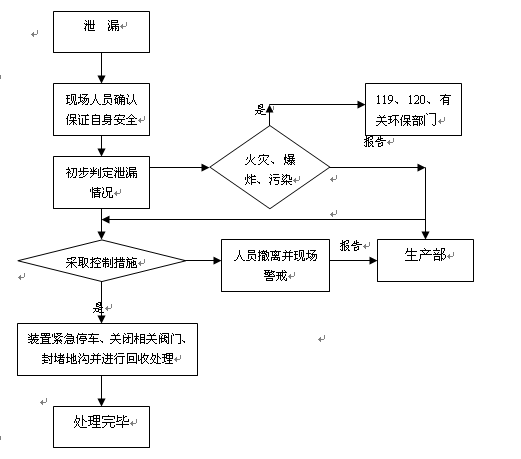 泄 漏
现场人员确认
保证自身安全
是
119、120、有
关环保部门
报告
初步判定泄漏
情况
火灾、爆
炸、污染
采取控制措施
人员撤离并现场
警戒
报告
生产部
是
装置紧急停车、关闭相关阀门、
封堵地沟并进行回收处理
处理完毕